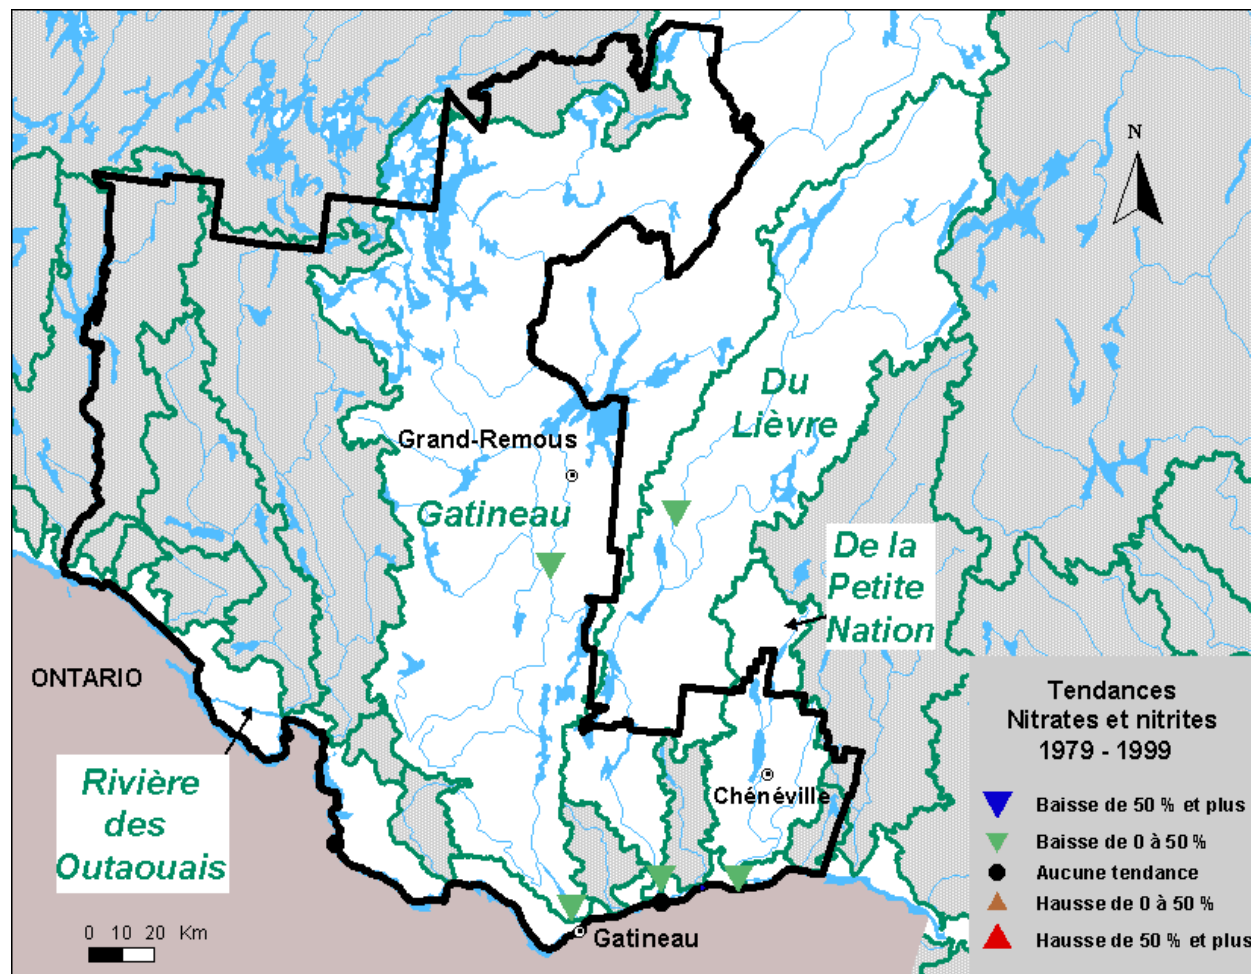 N
Du
Lièvre
Grand-Remous
Gatineau
De la
Petite
Nation
ONTARIO
Rivière
des
Outaouais
Chénéville
Gatineau
0 10 20 Km
Tendances
Nitrates et nitrites
1979 - 1999
Baisse de 50 % et plus
Baisse de 0 à 50 %
Aucune tendance
Hausse de 0 à 50 %
Hausse de 50 % et plus